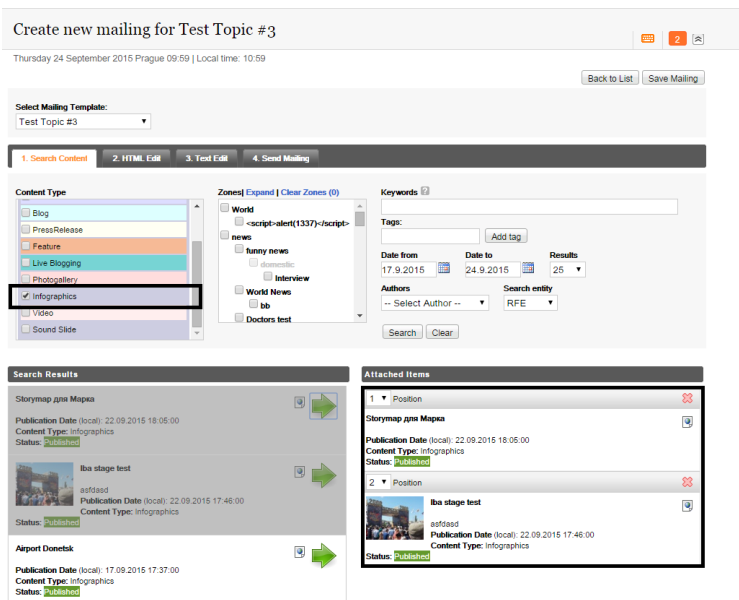 Create new mailing for Test Topic #3
2
Thursday 24 September 2015 Prague 09:59 | Local time: 10:59
Back to List Save Mailing
Select Mailing Template:
Test Topic #3
1. Search Content 2. HTML Edit 3. Text Edit 4. Send Mailing
Content Type
Blog
PressRelease
Feature
Live Blogging
Photogallery
Infographics
Video
Sound Slide
Zones| Expand | Clear Zones (0)
World
<script>alert(1337)</script>
news
funny news
domestic
Interview
World News
bb
Doctors test
Keywords ?
Tags:
Add tag
Date from Date to Results
17.9.2015 24.9.2015 25
Authors Search entity
-- Select Author -- RFE
Search Clear
Search Results
Storymap для Марка
Publication Date (local): 22.09.2015 18:05:00
Content Type: Infographics
Status: Published
Iba stage test
asfdasd
Publication Date (local): 22.09.2015 17:46:00
Content Type: Infographics
Status: Published
Airport Donetsk
Publication Date (local): 17.09.2015 17:37:00
Content Type: Infographics
Status: Published
Attached Items
1 Position
Storymap для Марка
Publication Date (local): 22.09.2015 18:05:00
Content Type: Infographics
Status: Published
2 Position
Iba stage test
asfdasd
Publication Date (local): 22.09.2015 17:46:00
Content Type: Infographics
Status: Published